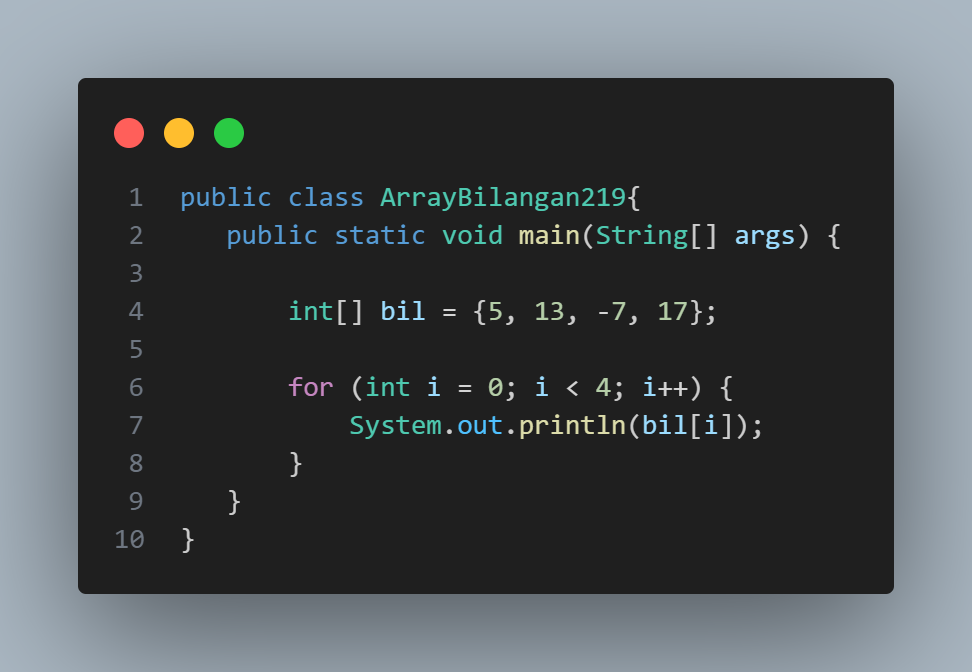 1 public class ArrayBilangan219{
2    public static void main(String[] args) {
3
4        int[] bil = {5, 13, -7, 17};
5
6        for (int i = 0; i < 4; i++) {
7            System.out.println(bil[i]);
8        }
9    }
10 }